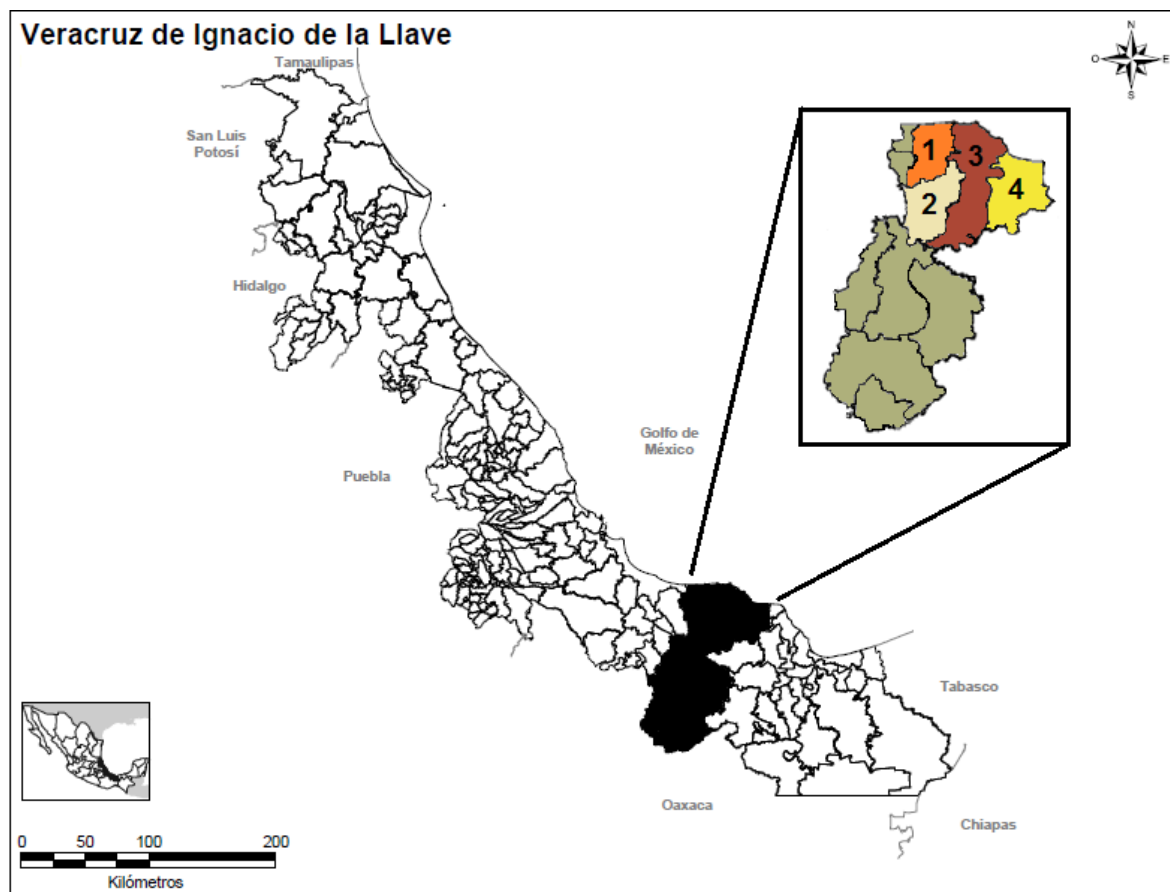 Veracruz de Ignacio de la Llave
Tamaulipas
N
O
E
S
San Luis
Potosí
1
3
2
4
Hidalgo
Golfo de
México
Puebla
Tabasco
Oaxaca
Chiapas
0
50
100
200
Kilómetros